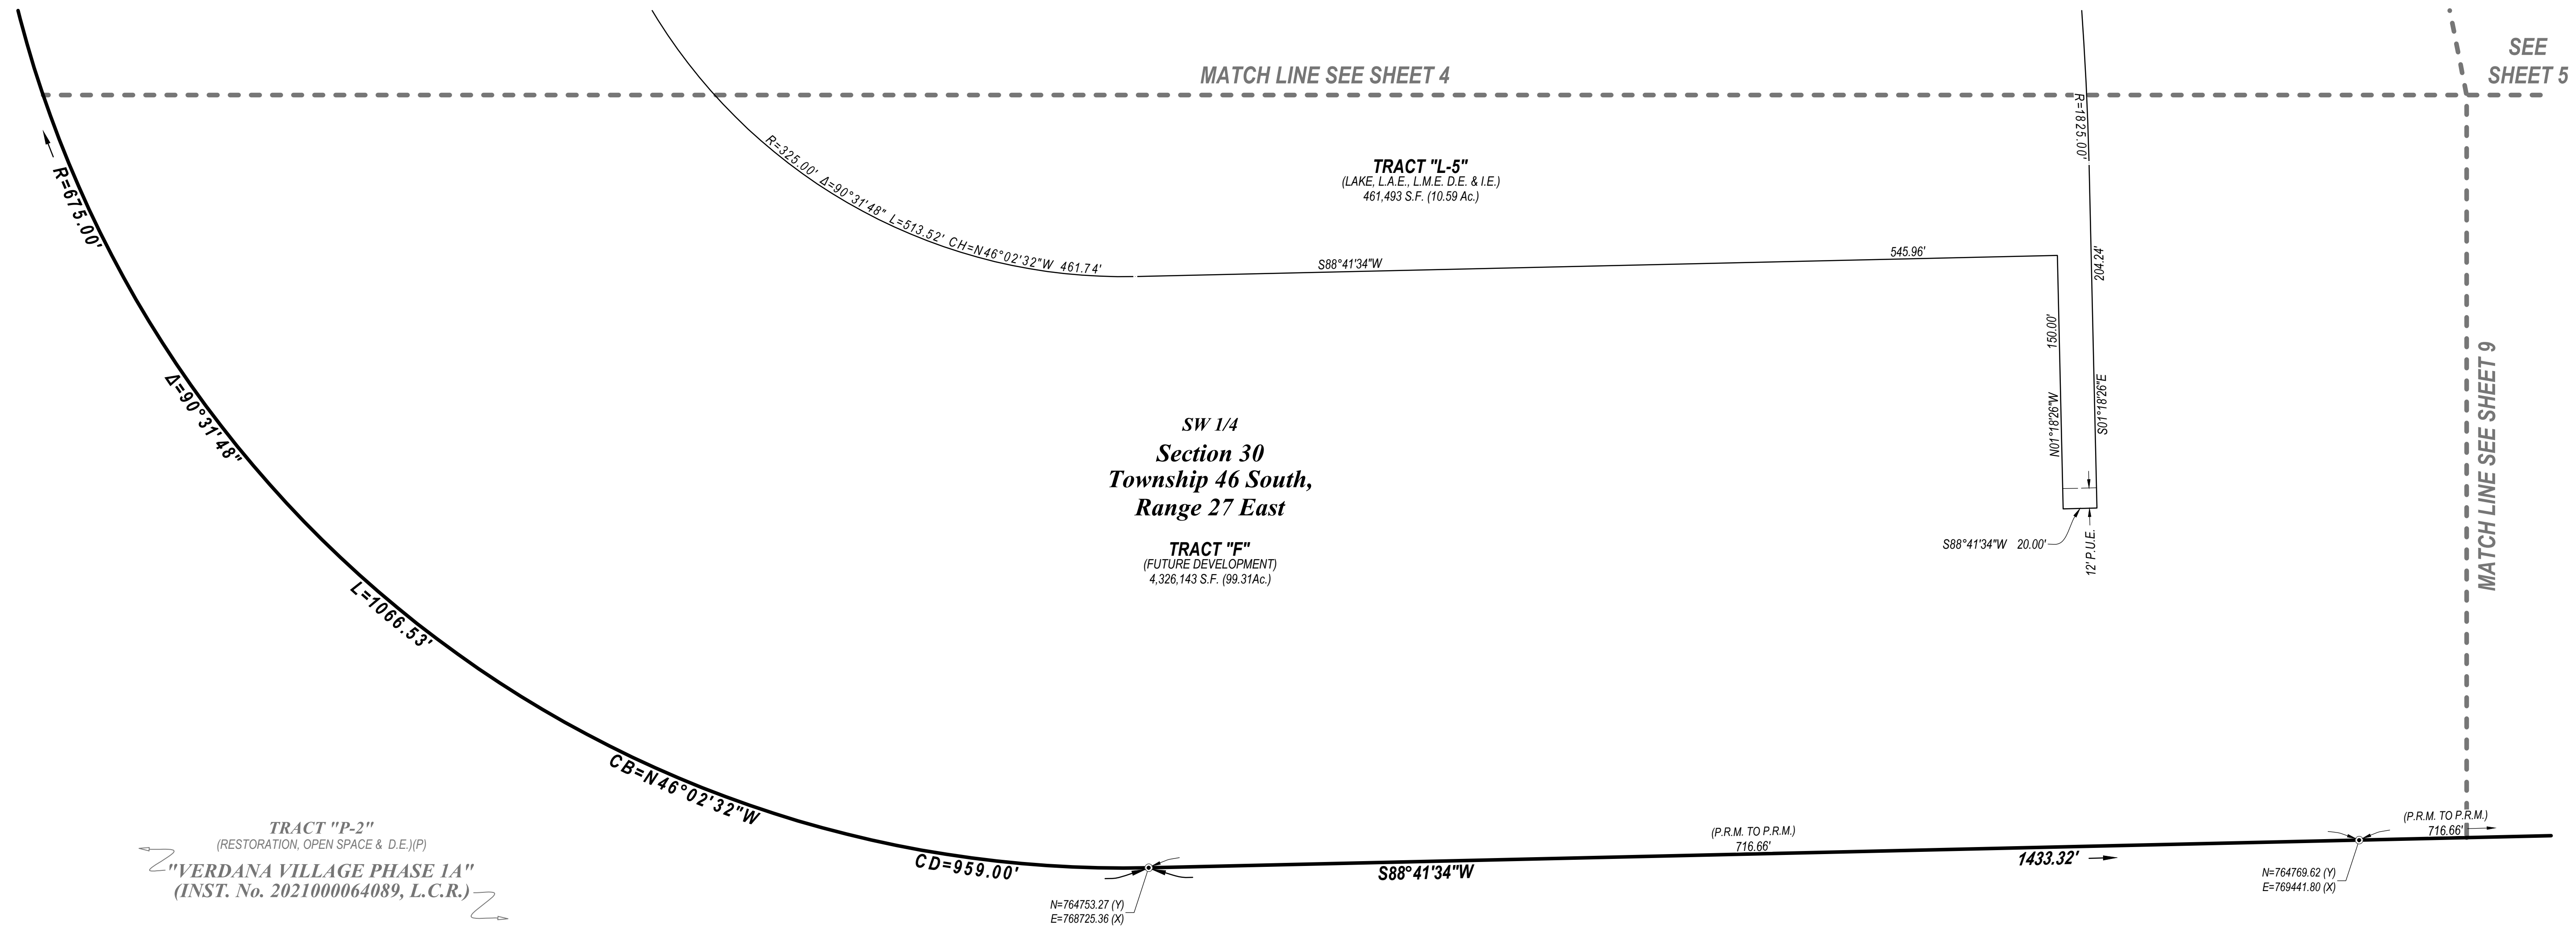 MATCH LINE SEE SHEET 4
SEE
SHEET 5
R=1825.00'
R=675.00'
R=325.00' Δ=90°31'48" L=513.52' CH=N46°02'32"W 461.74'
TRACT "L-5"
(LAKE, L.A.E., L.M.E. D.E. & I.E.)
461,493 S.F. (10.59 Ac.)
S88°41'34"W
545.96'
204.24'
150.00'
N01°18'26"W
S01°18'26"E
MATCH LINE SEE SHEET 9
Δ=90°31'48"
SW 1/4
Section 30
Township 46 South,
Range 27 East
TRACT "F"
(FUTURE DEVELOPMENT)
4,326,143 S.F. (99.31Ac.)
S88°41'34"W 20.00'
12' P.U.E.
L=1066.53'
CB=N46°02'32"W
CD=959.00'
TRACT "P-2"
(RESTORATION, OPEN SPACE & D.E.)(P)
"VERDANA VILLAGE PHASE 1A"
(INST. No. 2021000064089, L.C.R.)
N=764753.27 (Y)
E=768725.36 (X)
S88°41'34"W
(P.R.M. TO P.R.M.)
716.66'
1433.32'
(P.R.M. TO P.R.M.)
716.66'
N=764769.62 (Y)
E=769441.80 (X)